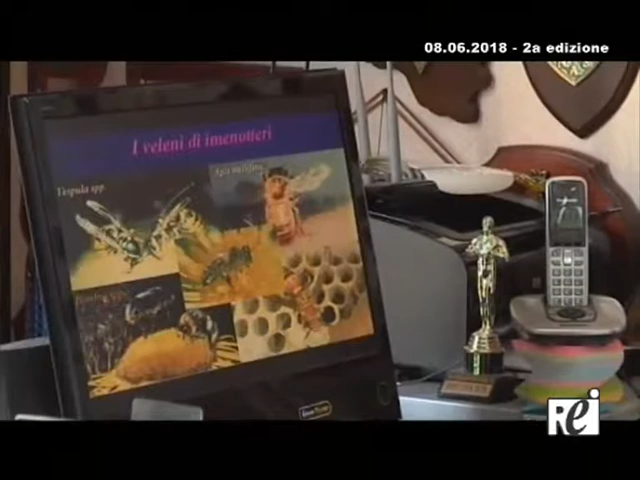 08.06.2018 - 2a edizione
I veleni di imenotteri
Vespula spp.
Apis mellifera
Rei